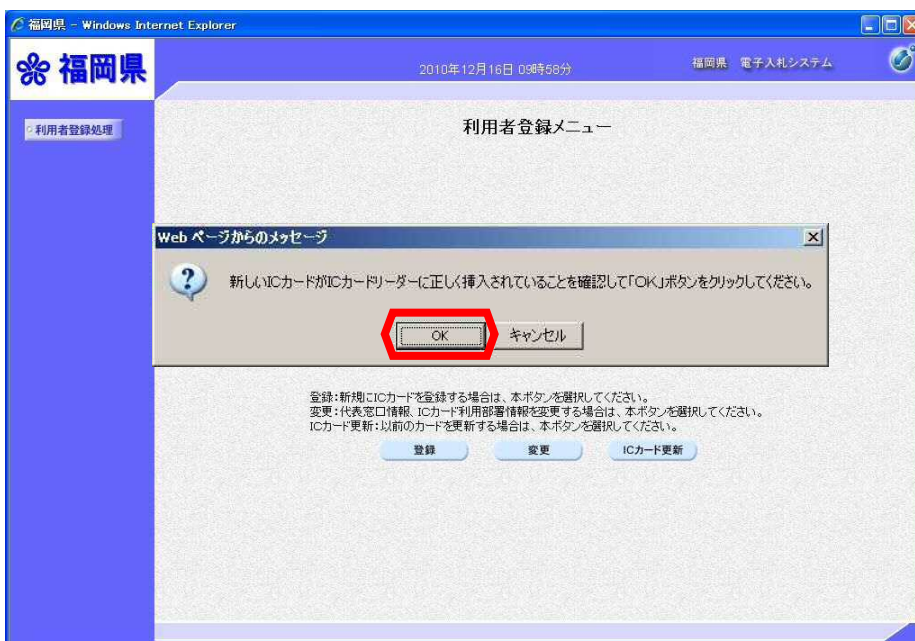 福岡県 - Windows Internet Explorer
福岡県
2010年12月16日 09時58分
福岡県 電子入札システム
利用者登録処理
利用者登録メニュー
Web ページからのメッセージ
新しいICカードがICカードリーダーに正しく挿入されていることを確認して「OK」ボタンをクリックしてください。
OK
キャンセル
登録:新規にICカードを登録する場合は、本ボタンを選択してください。
変更:代表窓口情報、ICカード利用部署情報を変更する場合は、本ボタンを選択してください。
ICカード更新:以前のカードを更新する場合は、本ボタンを選択してください。
登録
変更
ICカード更新